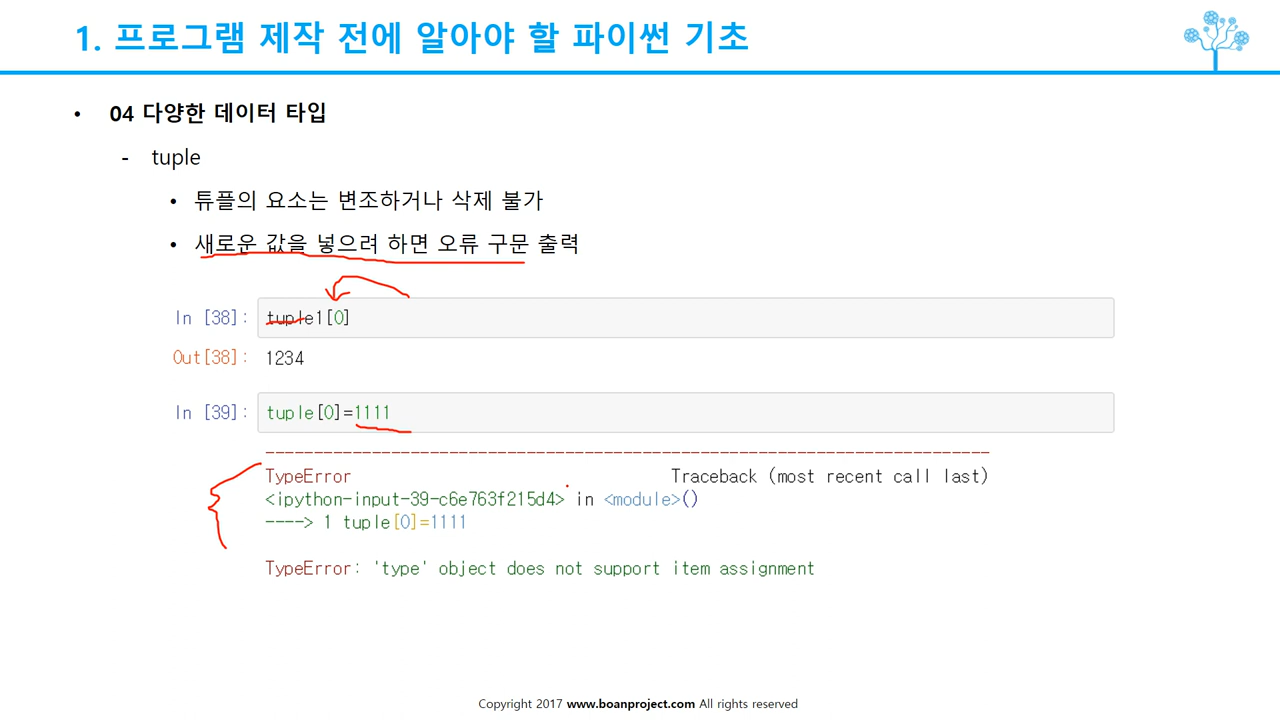 1. 프로그램 제작 전에 알아야 할 파이썬 기초
• 04 다양한 데이터 타입
- tuple
• 튜플의 요소는 변조하거나 삭제 불가
• 새로운 값을 넣으려 하면 오류 구문 출력
In [38]: tuple1[0]
Out[38]: 1234
In [39]: tuple[0]=1111
---------------------------------------------------------------------------
TypeError Traceback (most recent call last)
<ipython-input-39-c6e763f215d4> in <module>()
----> 1 tuple[0]=1111
TypeError: 'type' object does not support item assignment
Copyright 2017 www.boanproject.com All rights reserved